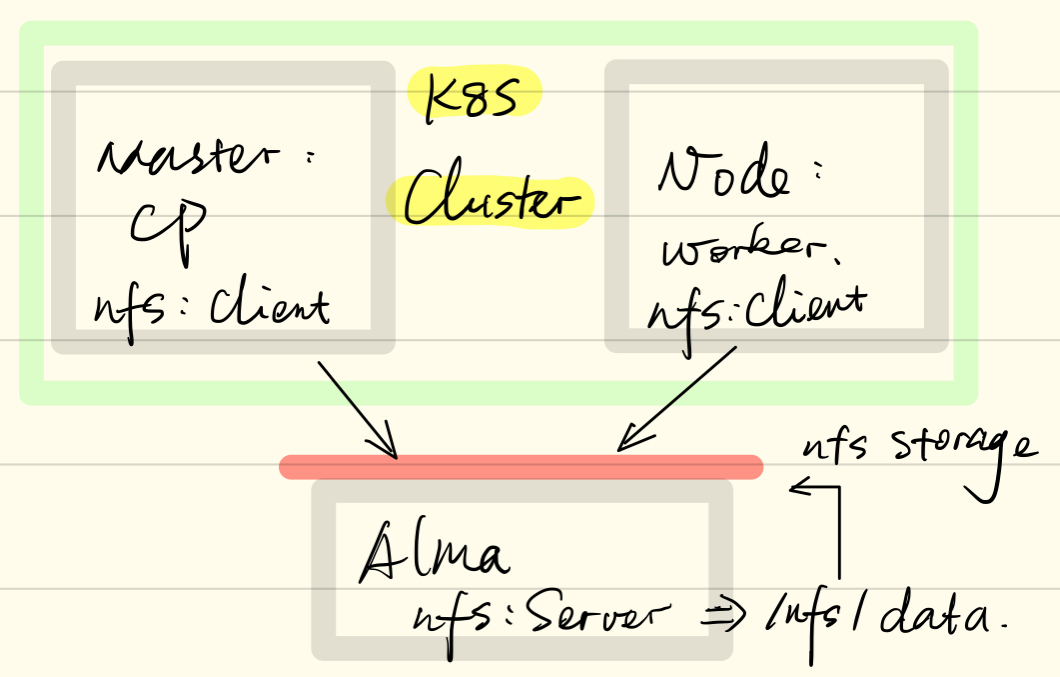 Master :
CP
nfs : Client
K8S
Cluster
Node :
worker.
nfs:Client
nfs storage
Alma
nfs : Server ⇒ /nfs/data.